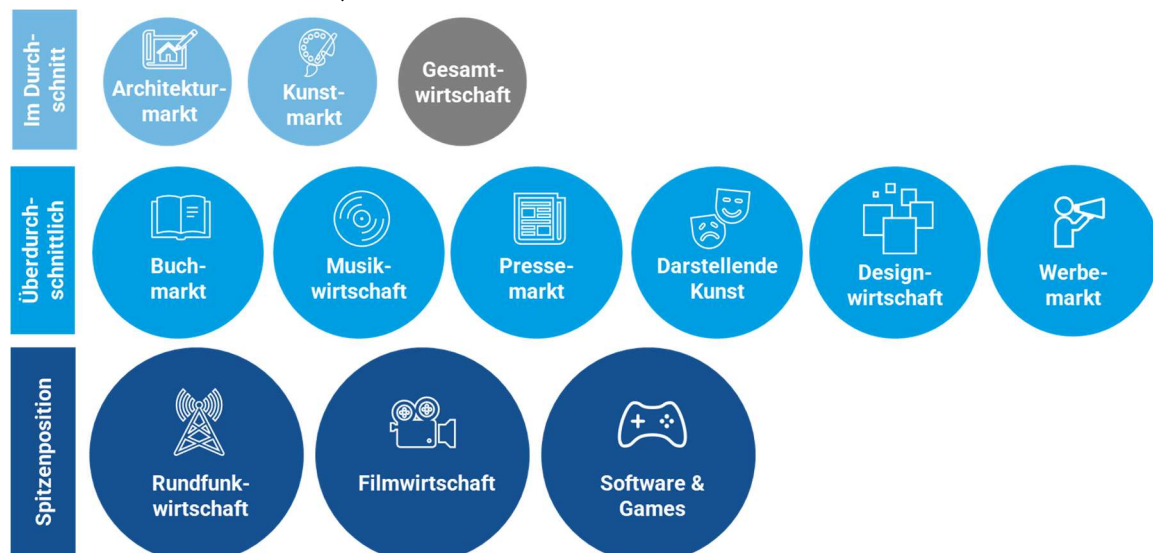 Im Durch-
schnitt
Architektur-
markt
Kunst-
markt
Gesamt-
wirtschaft
Überdurch-
schnittlich
Buch-
markt
Musik-
wirtschaft
Presse-
markt
Darstellende
Kunst
Design-
wirtschaft
Werbe-
markt
Spitzenposition
Rundfunk-
wirtschaft
Filmwirtschaft
Software &
Games